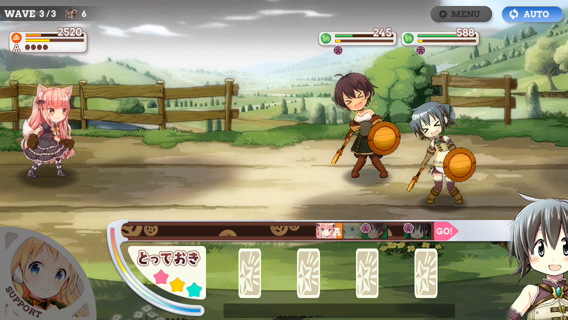 WAVE 3/3 6
MENU
AUTO
2520
245
588
A
A
GO!
とっておき
SUPPORT